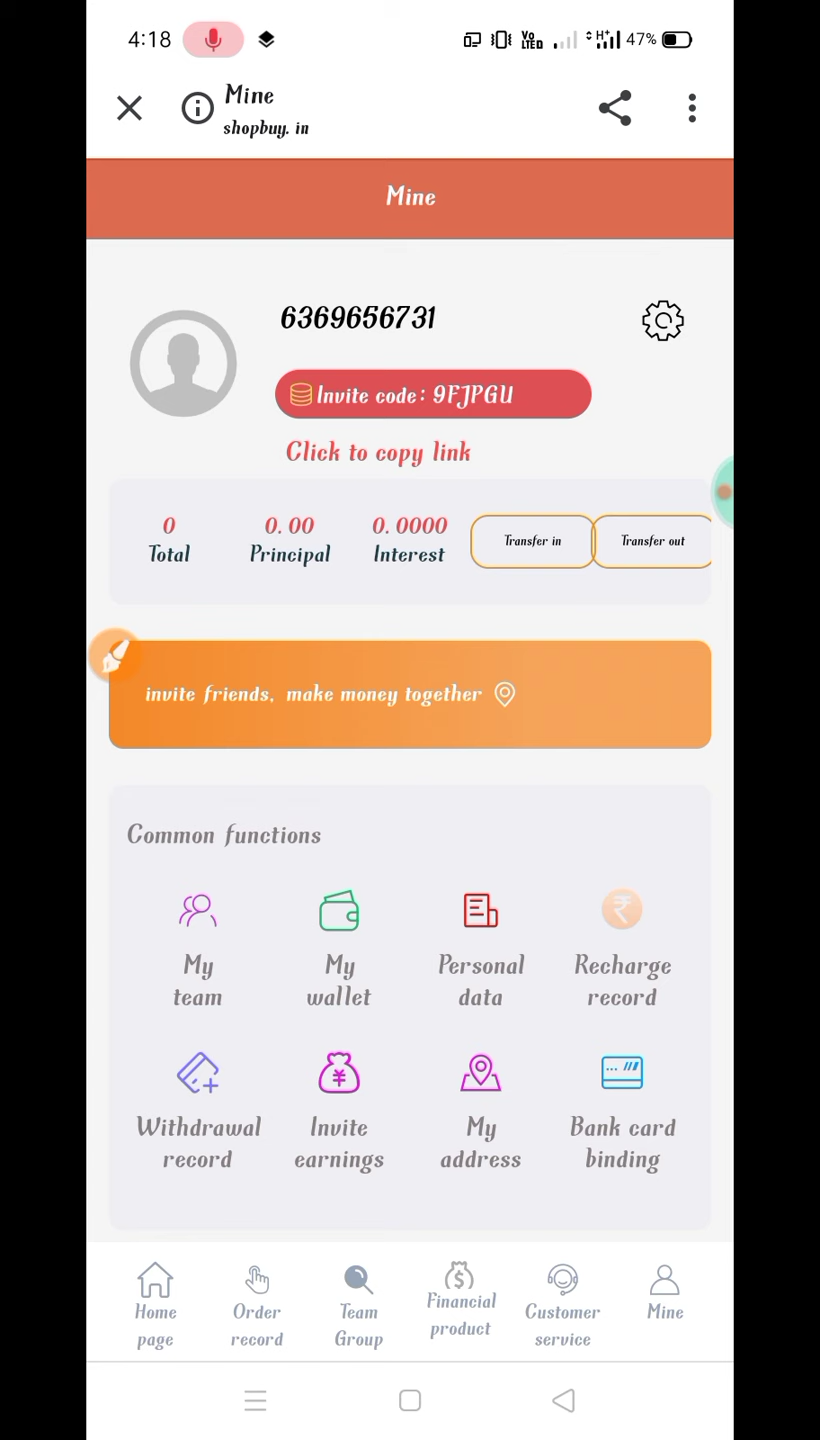 4:18 Vo LTED H+ 47%
Mine
shopbuy. in
Mine
6369656731
Invite code: 9FJPGU
Click to copy link
0 0. 00 0. 0000 Transfer in Transfer out
Total Principal Interest
invite friends, make money together
Common functions
My team
My wallet
Personal data
Recharge record
Withdrawal record
Invite earnings
My address
Bank card binding
Home page
Order record
Team Group
Financial product
Customer service
Mine